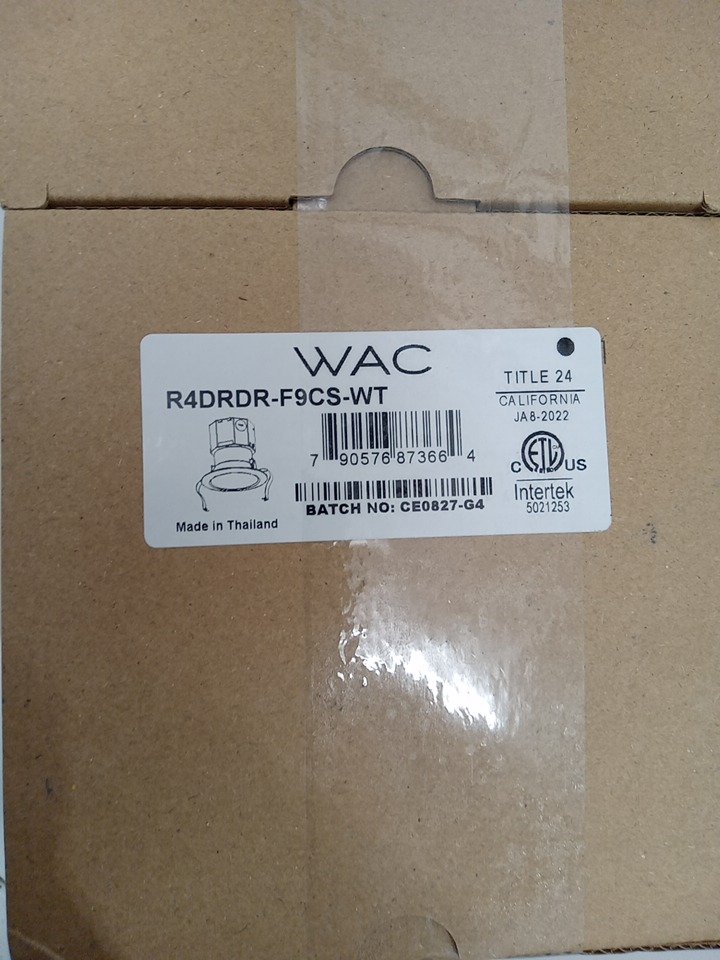 WAC
R4DRDR-F9CS-WT
7 90576 87366 4
BATCH NO: CE0827-G4
Made in Thailand
TITLE 24
CALIFORNIA
JA8-2022
C ETL US
Intertek
5021253